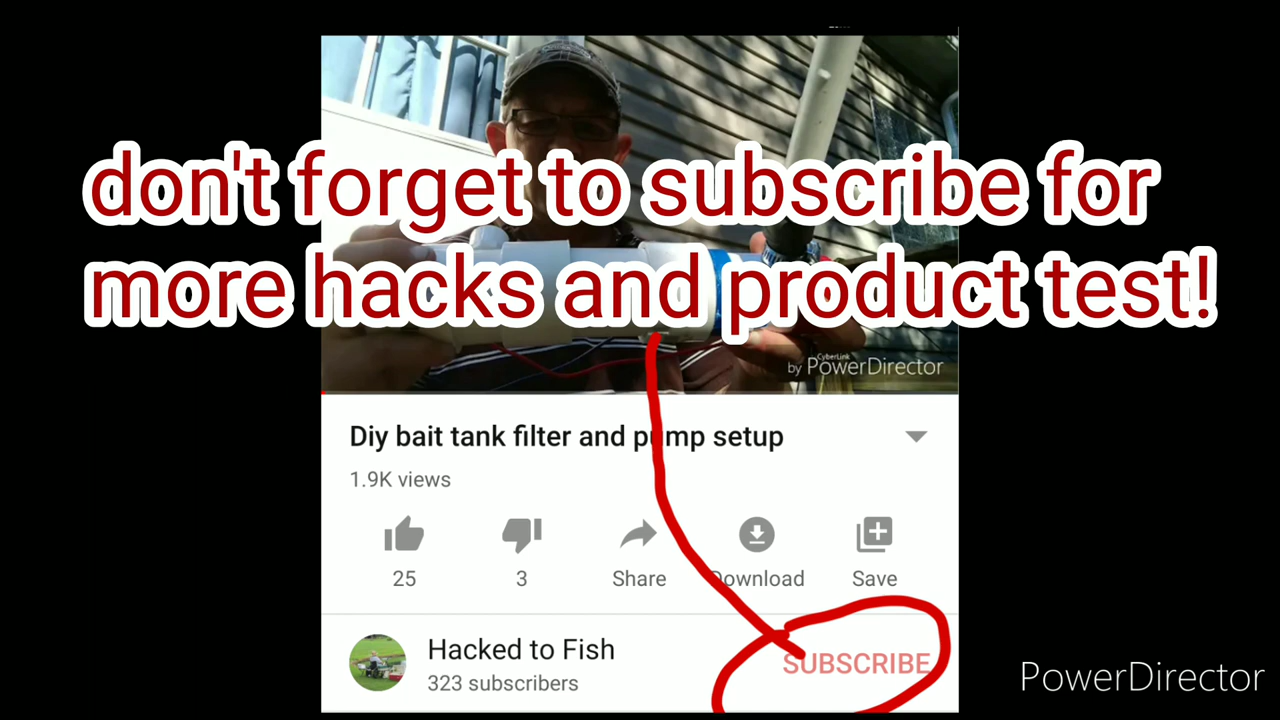 don't forget to subscribe for
more hacks and product test!
CyberLink
by PowerDirector
Diy bait tank filter and pump setup
1.9K views
25
3
Share
Download
Save
Hacked to Fish
323 subscribers
SUBSCRIBE
PowerDirector